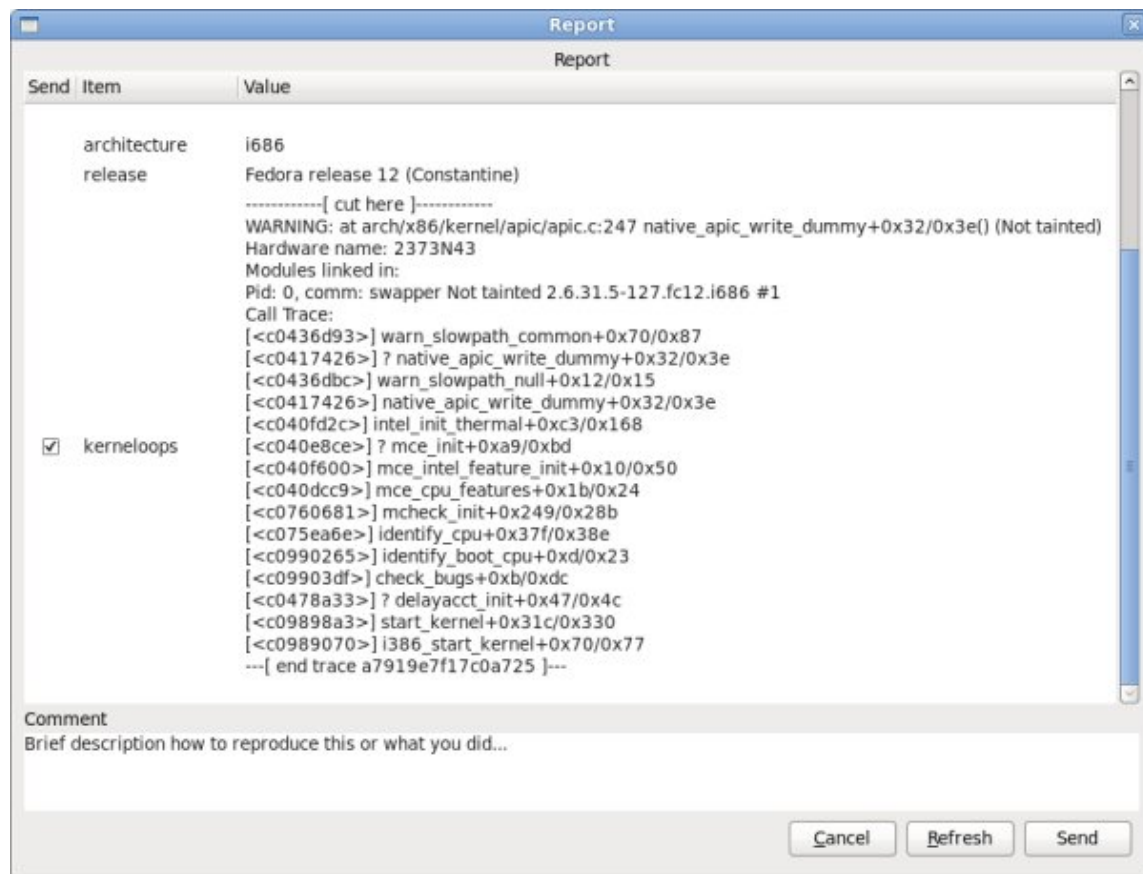 Report
Report
Send Item Value
architecture i686
release Fedora release 12 (Constantine)
------------[ cut here ]------------
WARNING: at arch/x86/kernel/apic/apic.c:247 native_apic_write_dummy+0x32/0x3e() (Not tainted)
Hardware name: 2373N43
Modules linked in:
Pid: 0, comm: swapper Not tainted 2.6.31.5-127.fc12.i686 #1
Call Trace:
[<c0436d93>] warn_slowpath_common+0x70/0x87
[<c0417426>] ? native_apic_write_dummy+0x32/0x3e
[<c0436dbc>] warn_slowpath_null+0x12/0x15
[<c0417426>] native_apic_write_dummy+0x32/0x3e
[<c040fd2c>] intel_init_thermal+0xc3/0x168
kerneloops [<c040e8ce>] ? mce_init+0xa9/0xbd
[<c040f600>] mce_intel_feature_init+0x10/0x50
[<c040dcc9>] mce_cpu_features+0x1b/0x24
[<c0760681>] mcheck_init+0x249/0x28b
[<c075ea6e>] identify_cpu+0x37f/0x38e
[<c0990265>] identify_boot_cpu+0xd/0x23
[<c09903df>] check_bugs+0xb/0xdc
[<c0478a33>] ? delayacct_init+0x47/0x4c
[<c09898a3>] start_kernel+0x31c/0x330
[<c0989070>] i386_start_kernel+0x70/0x77
---[ end trace a7919e7f17c0a725 ]---
Comment
Brief description how to reproduce this or what you did...
Cancel Refresh Send